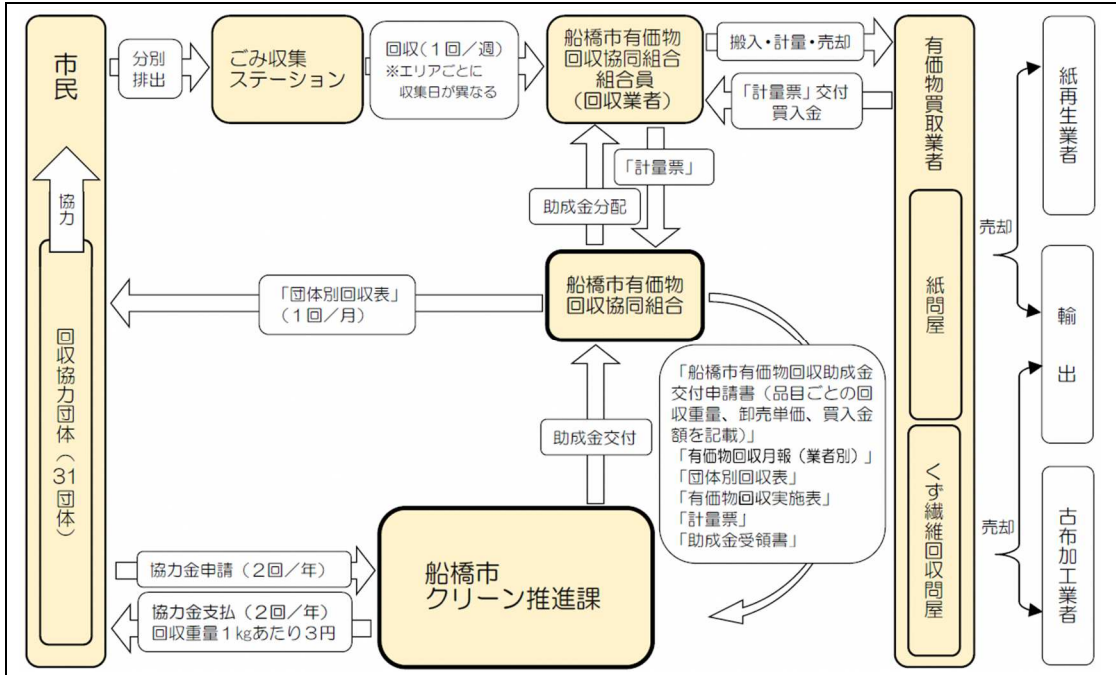 市民
分別
排出
ごみ収集
ステーション
回収(1回/週)
※エリアごとに
収集日が異なる
船橋市有価物
回収協同組合
組合員
(回収業者)
搬入・計量・売却
「計量票」交付
買入金
有価物買取業者
紙再生業者
売却
協力
助成金分配
「計量票」
「団体別回収表」
(1回/月)
船橋市有価物
回収協同組合
紙問屋
輸出
回収協力団体(31団体)
助成金交付
「船橋市有価物回収助成金
交付申請書(品目ごとの回
収重量、卸売単価、買入金
額を記載)」
「有価物回収月報(業者別)」
「団体別回収表」
「有価物回収実施表」
「計量票」
「助成金受領書」
くず繊維回収問屋
売却
古布加工業者
協力金申請(2回/年)
協力金支払(2回/年)
回収重量1㎏あたり3円
船橋市
クリーン推進課